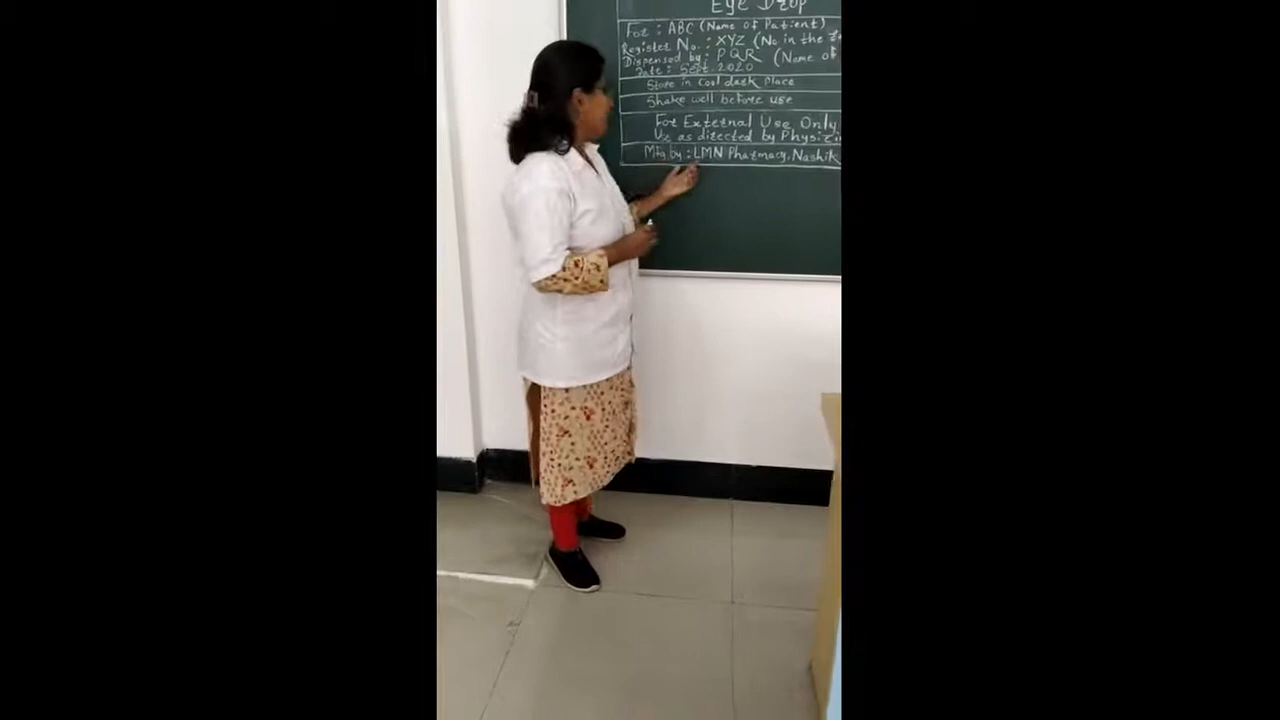 Eye Drop
For : ABC (Name of Patient)
Register No. : XYZ (No in the
Dispensed by : PQR (Name of
Date : Sept. 2020
Store in cool dark place
Shake well before use
For External Use Only
Use as directed by
Mfg. by : LMN Pharmacy, Nashik